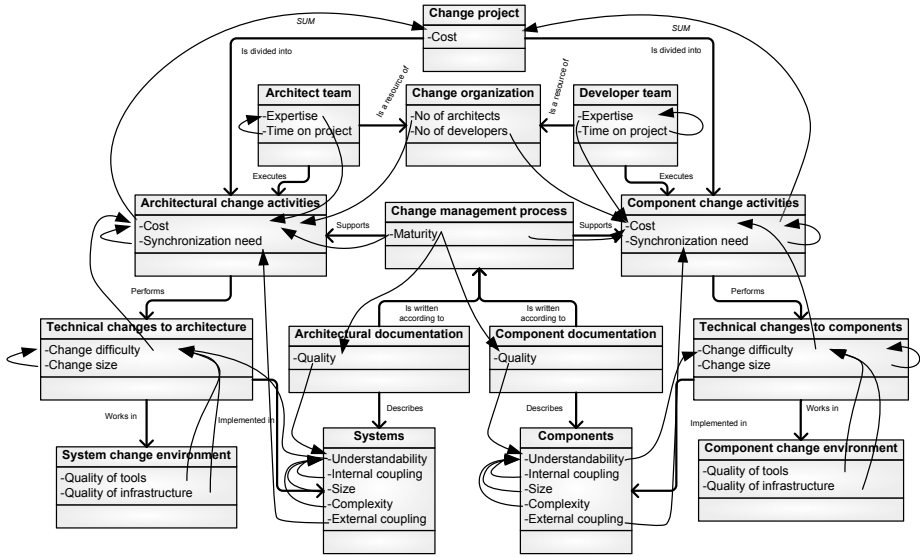 Change project
-Cost
SUM
SUM
Is divided into
Is divided into
Architect team
-Expertise
-Time on project
Is a resource of
Change organization
-No of architects
-No of developers
Is a resource of
Developer team
-Expertise
-Time on project
Executes
Executes
Architectural change activities
-Cost
-Synchronization need
Supports
Change management process
-Maturity
Supports
Component change activities
-Cost
-Synchronization need
Performs
Is written
according to
Is written
according to
Performs
Technical changes to architecture
-Change difficulty
-Change size
Architectural documentation
-Quality
Component documentation
-Quality
Technical changes to components
-Change difficulty
-Change size
Works in
Implemented in
Describes
Describes
Implemented in
Works in
System change environment
-Quality of tools
-Quality of infrastructure
Systems
-Understandability
-Internal coupling
-Size
-Complexity
-External coupling
Components
-Understandability
-Internal coupling
-Size
-Complexity
-External coupling
Component change environment
-Quality of tools
-Quality of infrastructure